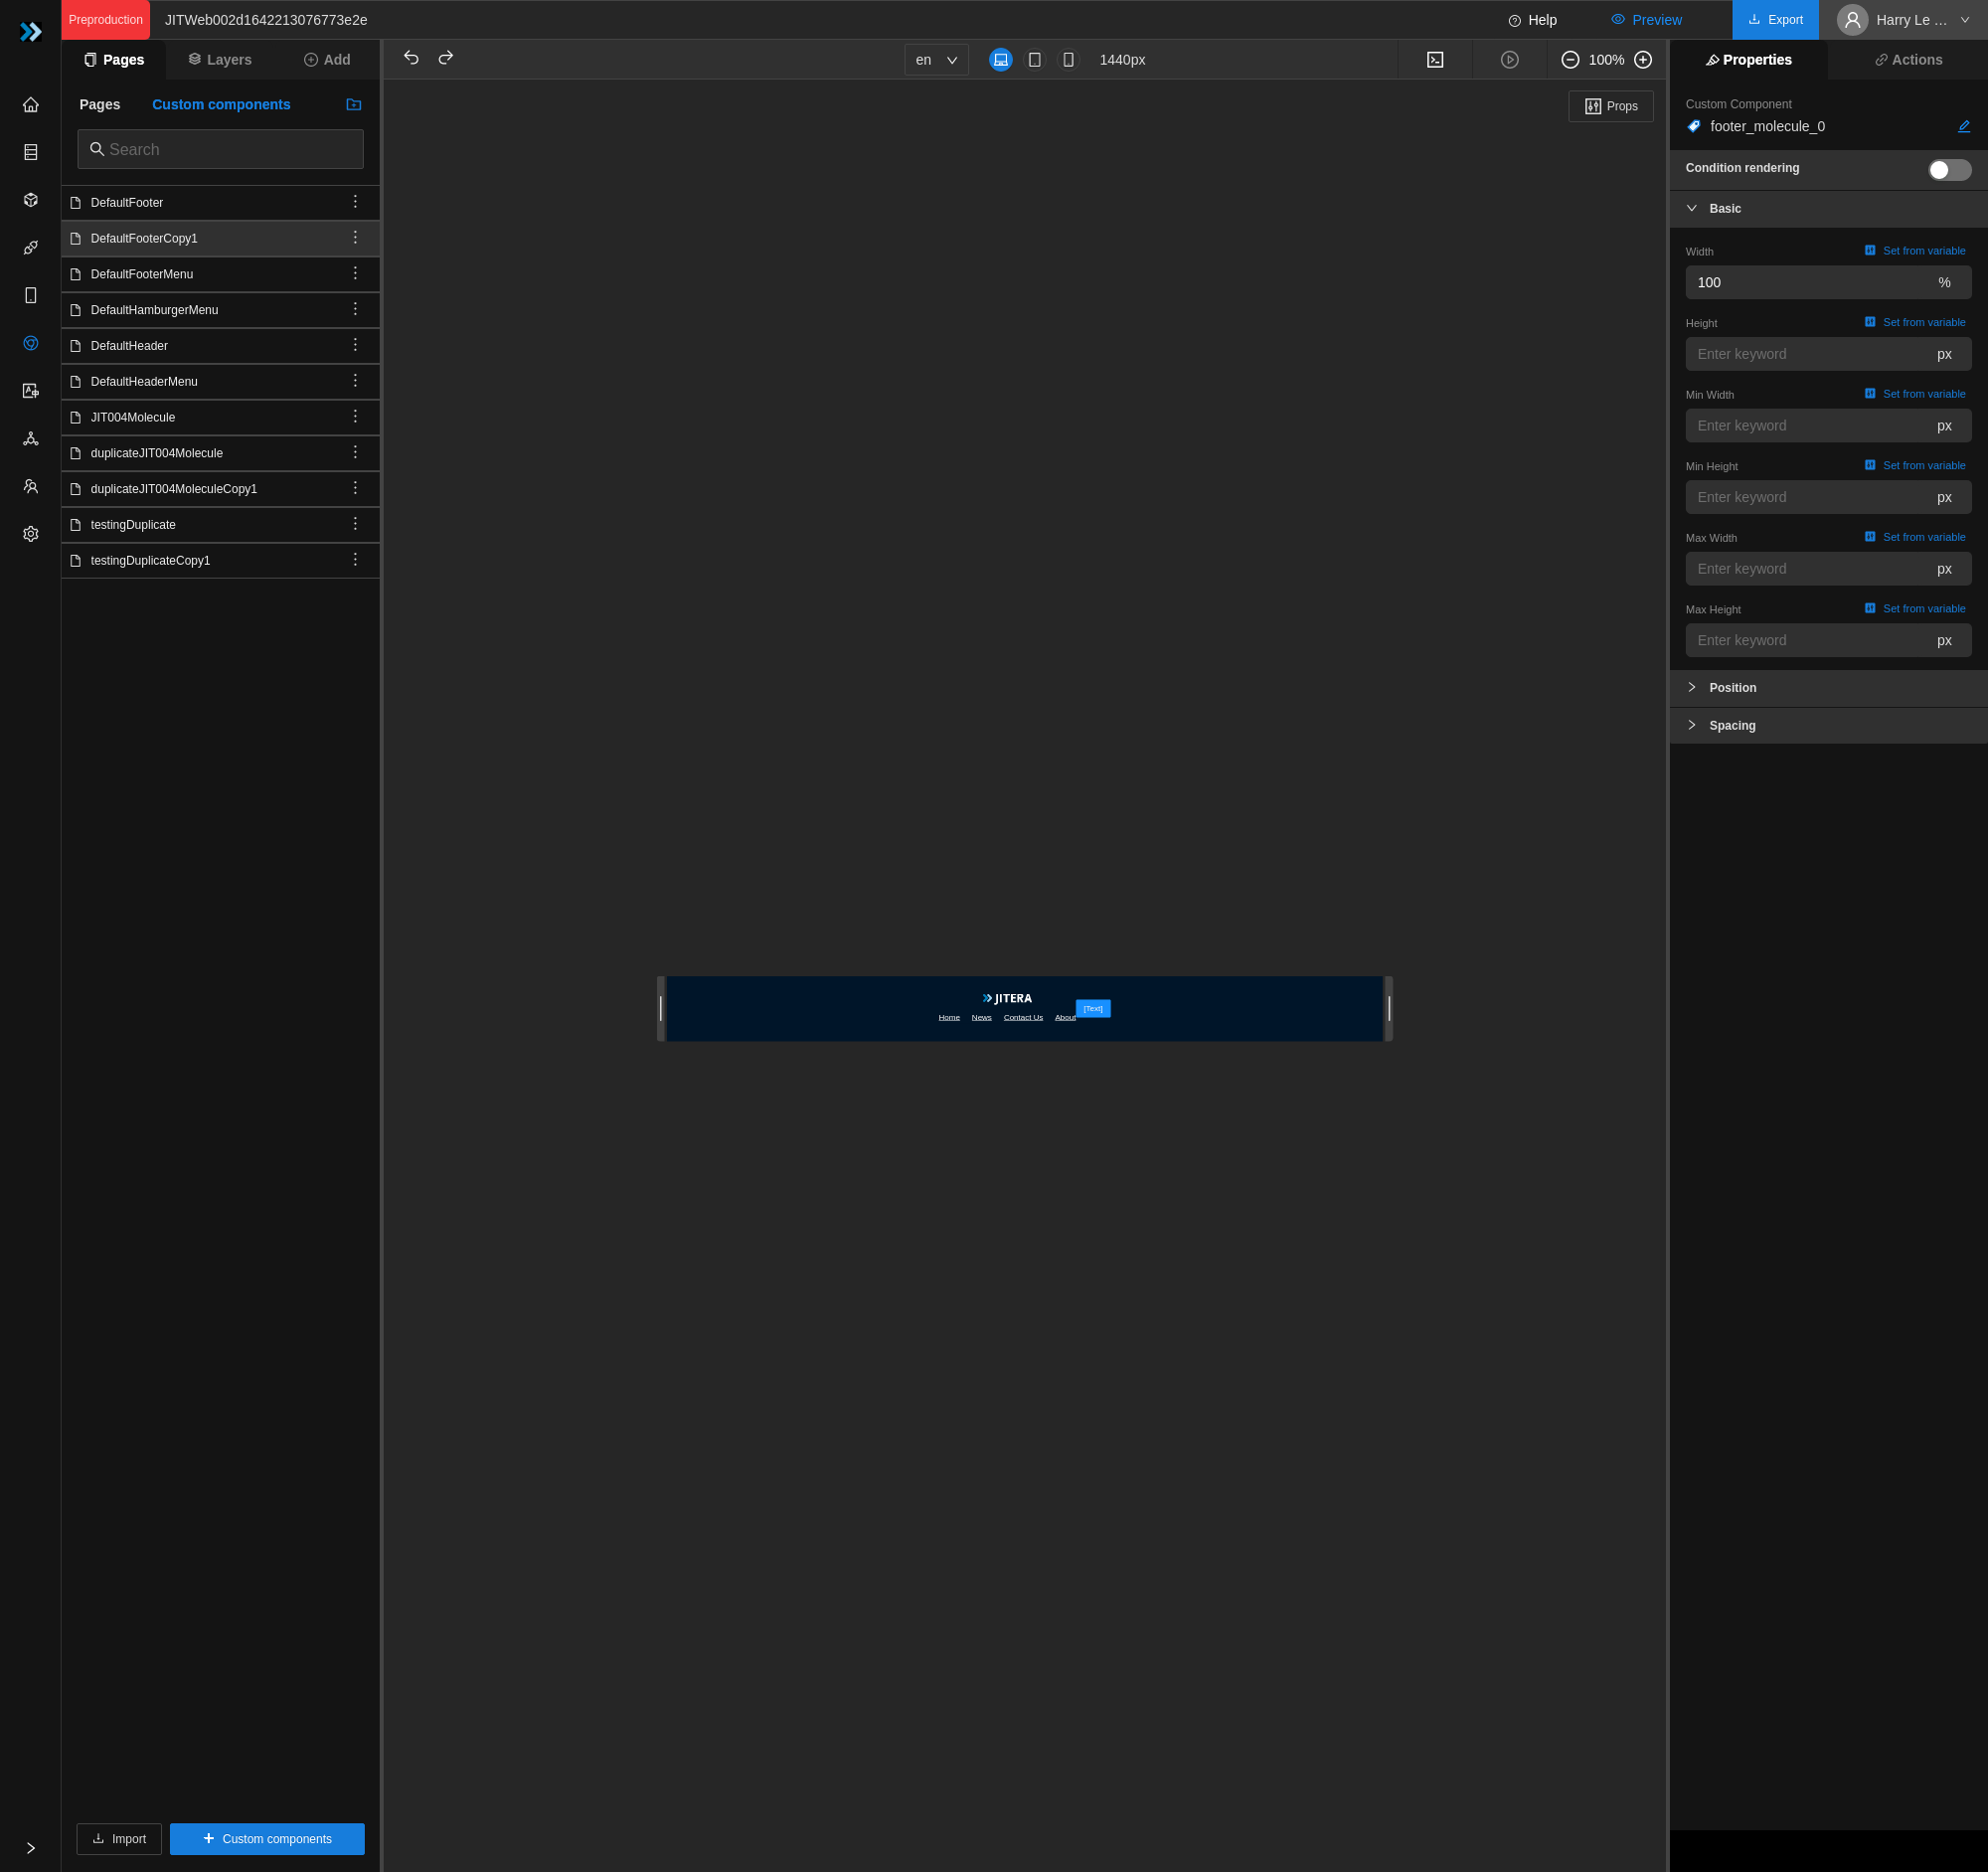 Preproduction
JITWeb002d1642213076773e2e
Help
Preview
Export
Harry Le ...
Pages
Layers
Add
en
1440px
100%
Properties
Actions
Pages
Custom components
Search
DefaultFooter
DefaultFooterCopy1
DefaultFooterMenu
DefaultHamburgerMenu
DefaultHeader
DefaultHeaderMenu
JIT004Molecule
duplicateJIT004Molecule
duplicateJIT004MoleculeCopy1
testingDuplicate
testingDuplicateCopy1
Import
Custom components
Props
JITERA
Home News Contact Us About
[Text]
Custom Component
footer_molecule_0
Condition rendering
Basic
Width Set from variable
100 %
Height Set from variable
Enter keyword px
Min Width Set from variable
Enter keyword px
Min Height Set from variable
Enter keyword px
Max Width Set from variable
Enter keyword px
Max Height Set from variable
Enter keyword px
Position
Spacing